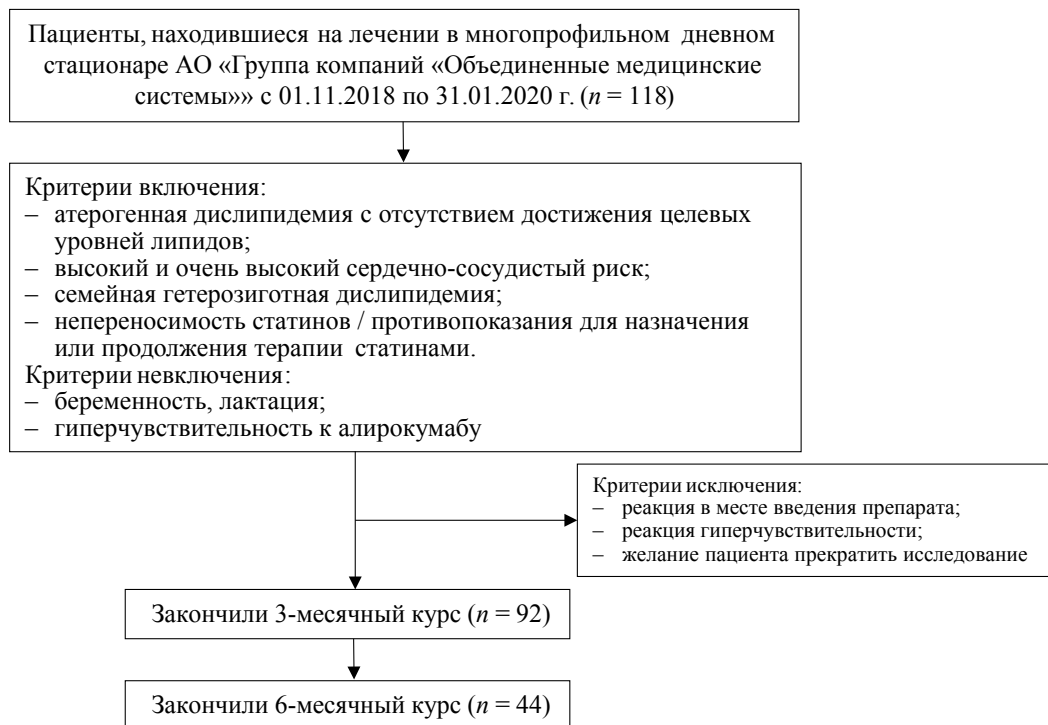 Пациенты, находившиеся на лечении в многопрофильном дневном
стационаре АО «Группа компаний «Объединенные медицинские
системы»» с 01.11.2018 по 31.01.2020 г. (n = 118)
Критерии включения:
– атерогенная дислипидемия с отсутствием достижения целевых
уровней липидов;
– высокий и очень высокий сердечно-сосудистый риск;
– семейная гетерозиготная дислипидемия;
– непереносимость статинов / противопоказания для назначения
или продолжения терапии статинами.
Критерии невключения:
– беременность, лактация;
– гиперчувствительность к алирокумабу
Критерии исключения:
– реакция в месте введения препарата;
– реакция гиперчувствительности;
– желание пациента прекратить исследование
Закончили 3-месячный курс (n = 92)
Закончили 6-месячный курс (n = 44)